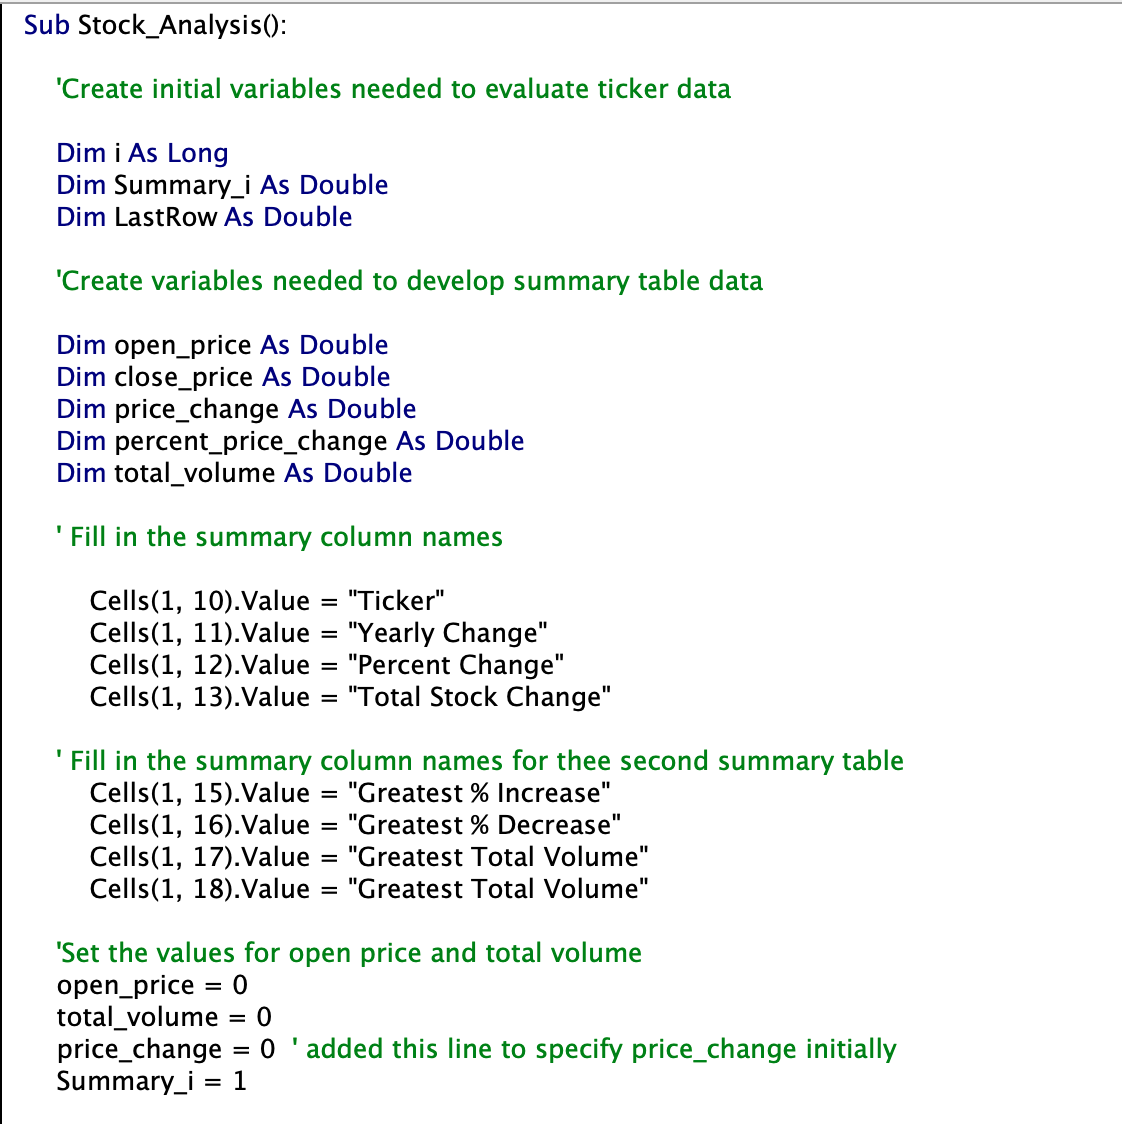 Sub Stock_Analysis():
'Create initial variables needed to evaluate ticker data
Dim i As Long
Dim Summary_i As Double
Dim LastRow As Double
'Create variables needed to develop summary table data
Dim open_price As Double
Dim close_price As Double
Dim price_change As Double
Dim percent_price_change As Double
Dim total_volume As Double
' Fill in the summary column names
Cells(1, 10).Value = "Ticker"
Cells(1, 11).Value = "Yearly Change"
Cells(1, 12).Value = "Percent Change"
Cells(1, 13).Value = "Total Stock Change"
' Fill in the summary column names for thee second summary table
Cells(1, 15).Value = "Greatest % Increase"
Cells(1, 16).Value = "Greatest % Decrease"
Cells(1, 17).Value = "Greatest Total Volume"
Cells(1, 18).Value = "Greatest Total Volume"
'Set the values for open price and total volume
open_price = 0
total_volume = 0
price_change = 0  ' added this line to specify price_change initially
Summary_i = 1